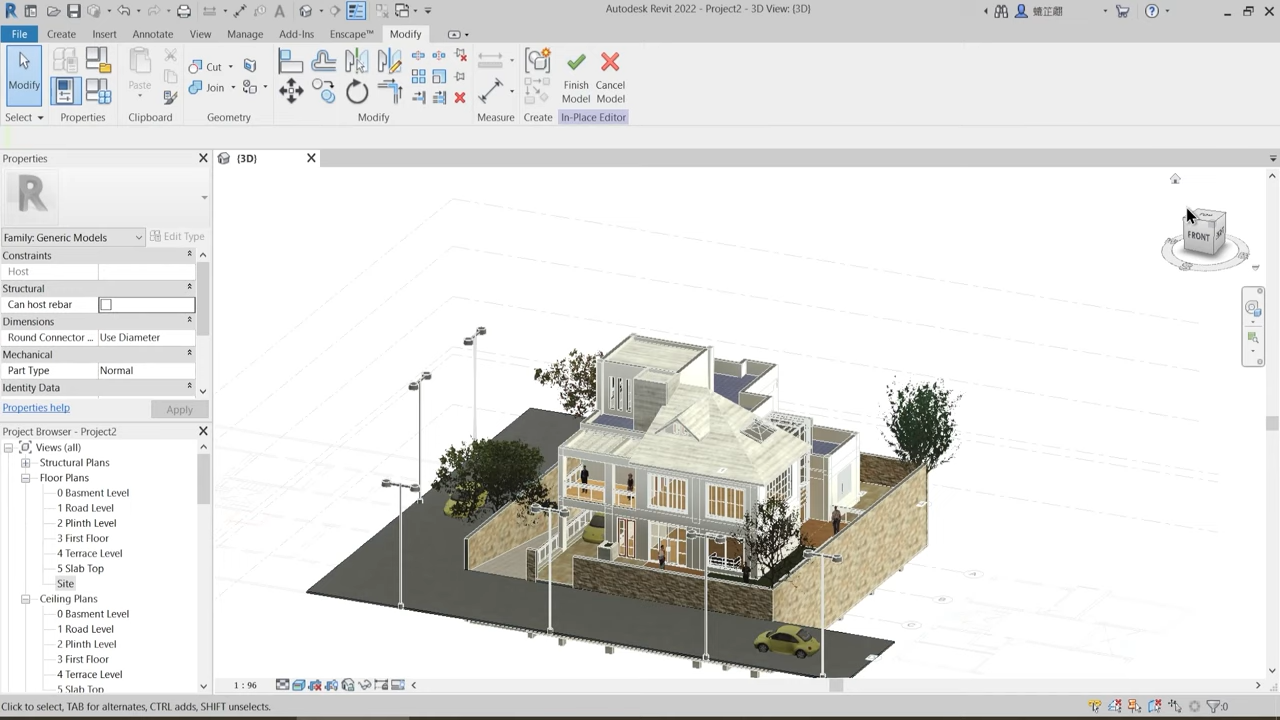 Autodesk Revit 2022 - Project2 - 3D View: {3D}
File Create Insert Annotate View Manage Add-Ins Enscape™ Modify
Modify
Cut
Join
Paste
Finish Model
Cancel Model
Select Properties Clipboard Geometry Modify Measure Create In-Place Editor
Properties
{3D}
R
Family: Generic Models
Edit Type
Constraints
Host
Structural
Can host rebar
Dimensions
Round Connector ... Use Diameter
Mechanical
Part Type Normal
Identity Data
Properties help
Apply
FRONT
Project Browser - Project2
Views (all)
Structural Plans
Floor Plans
0 Basment Level
1 Road Level
2 Plinth Level
3 First Floor
4 Terrace Level
5 Slab Top
Site
Ceiling Plans
0 Basment Level
1 Road Level
2 Plinth Level
3 First Floor
4 Terrace Level
5 Slab Top
1 : 96
Click to select, TAB for alternates, CTRL adds, SHIFT unselects.
:0